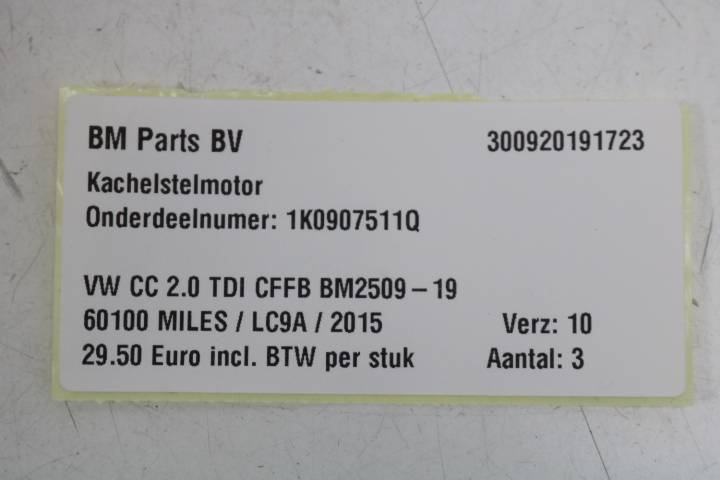 BM Parts BV 300920191723
Kachelstelmotor
Onderdeelnumer: 1K0907511Q
VW CC 2.0 TDI CFFB BM2509 – 19
60100 MILES / LC9A / 2015 Verz: 10
29.50 Euro incl. BTW per stuk Aantal: 3